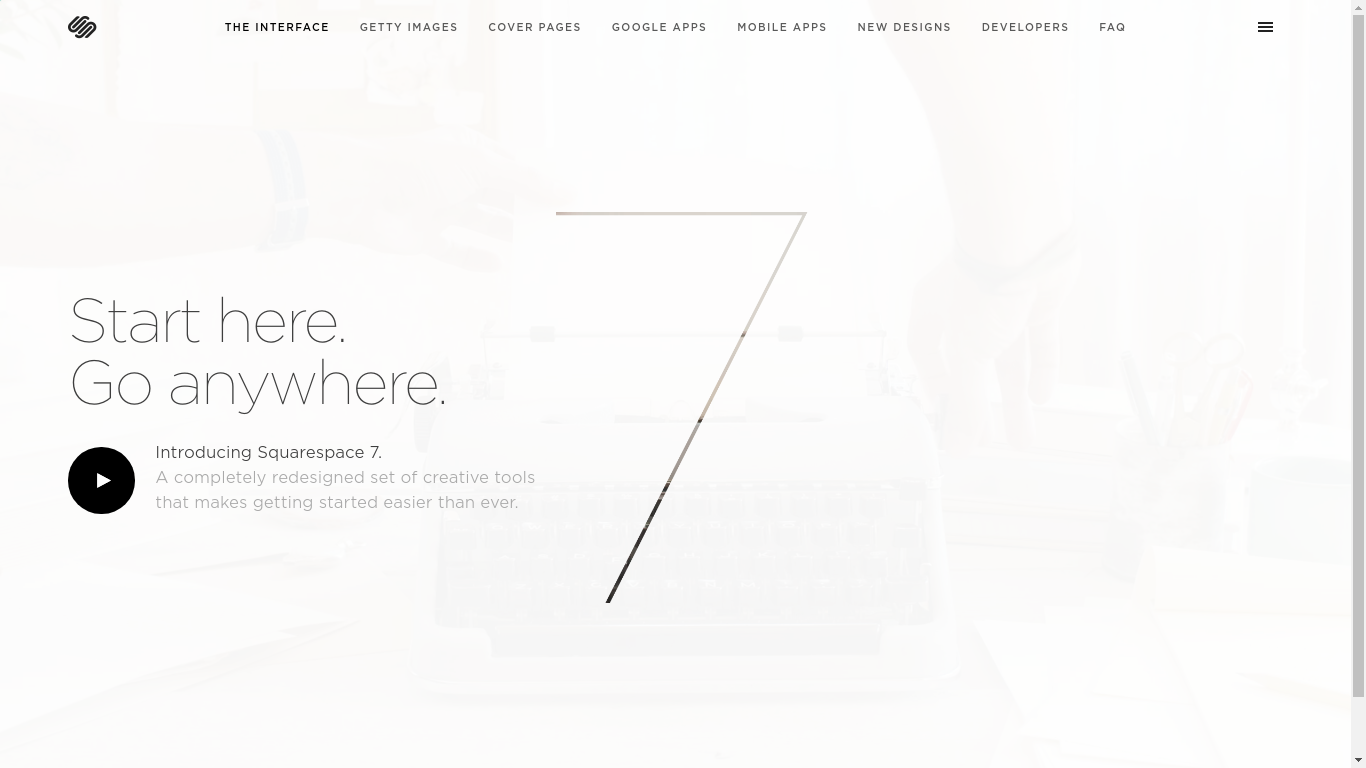 THE INTERFACE GETTY IMAGES COVER PAGES GOOGLE APPS MOBILE APPS NEW DESIGNS DEVELOPERS FAQ
7
Start here.
Go anywhere.
Introducing Squarespace 7.
A completely redesigned set of creative tools
that makes getting started easier than ever.